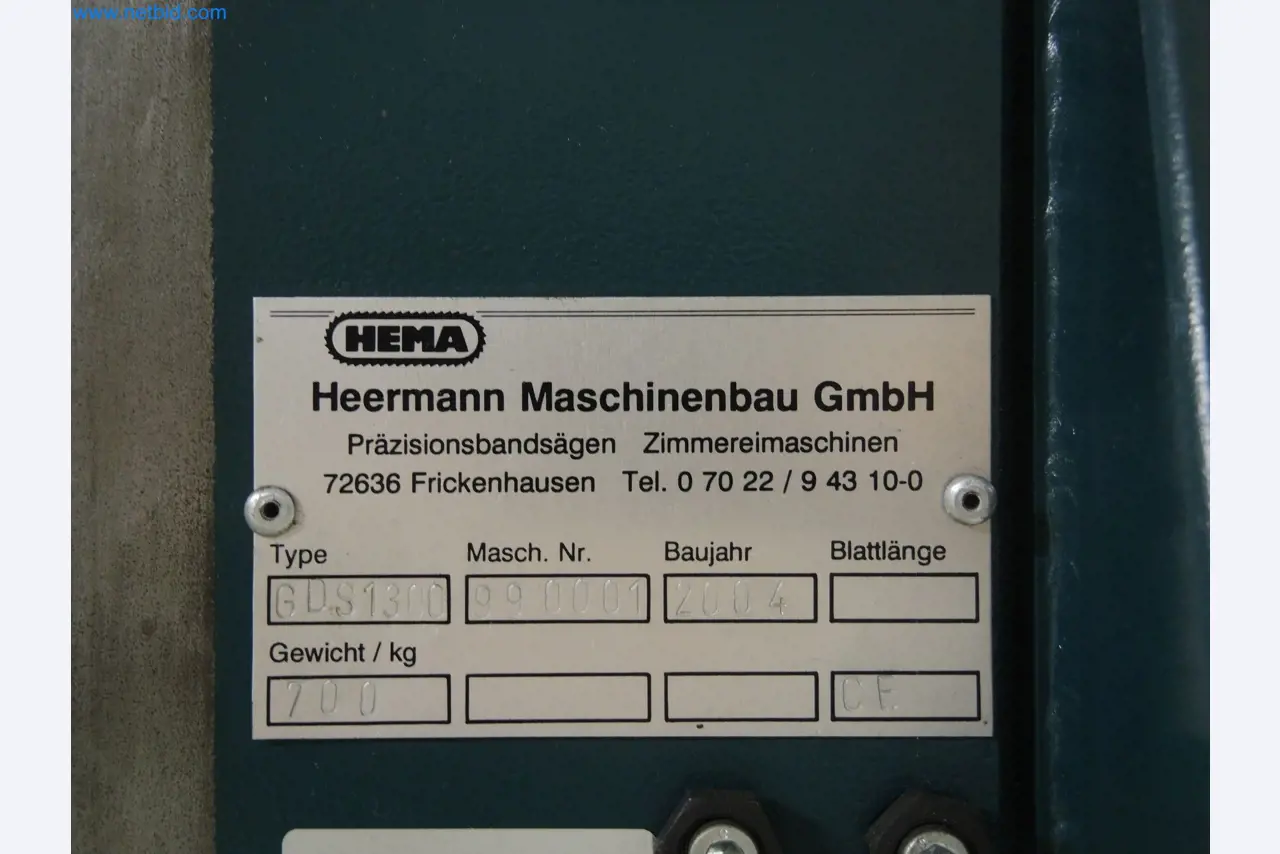 www.netbid.com
HEMA
Heermann Maschinenbau GmbH
Präzisionsbandsägen Zimmereimaschinen
72636 Frickenhausen Tel. 0 70 22 / 9 43 10-0
Type Masch. Nr. Baujahr Blattlänge
GDS1300 990001 2004
Gewicht / kg
700 CE